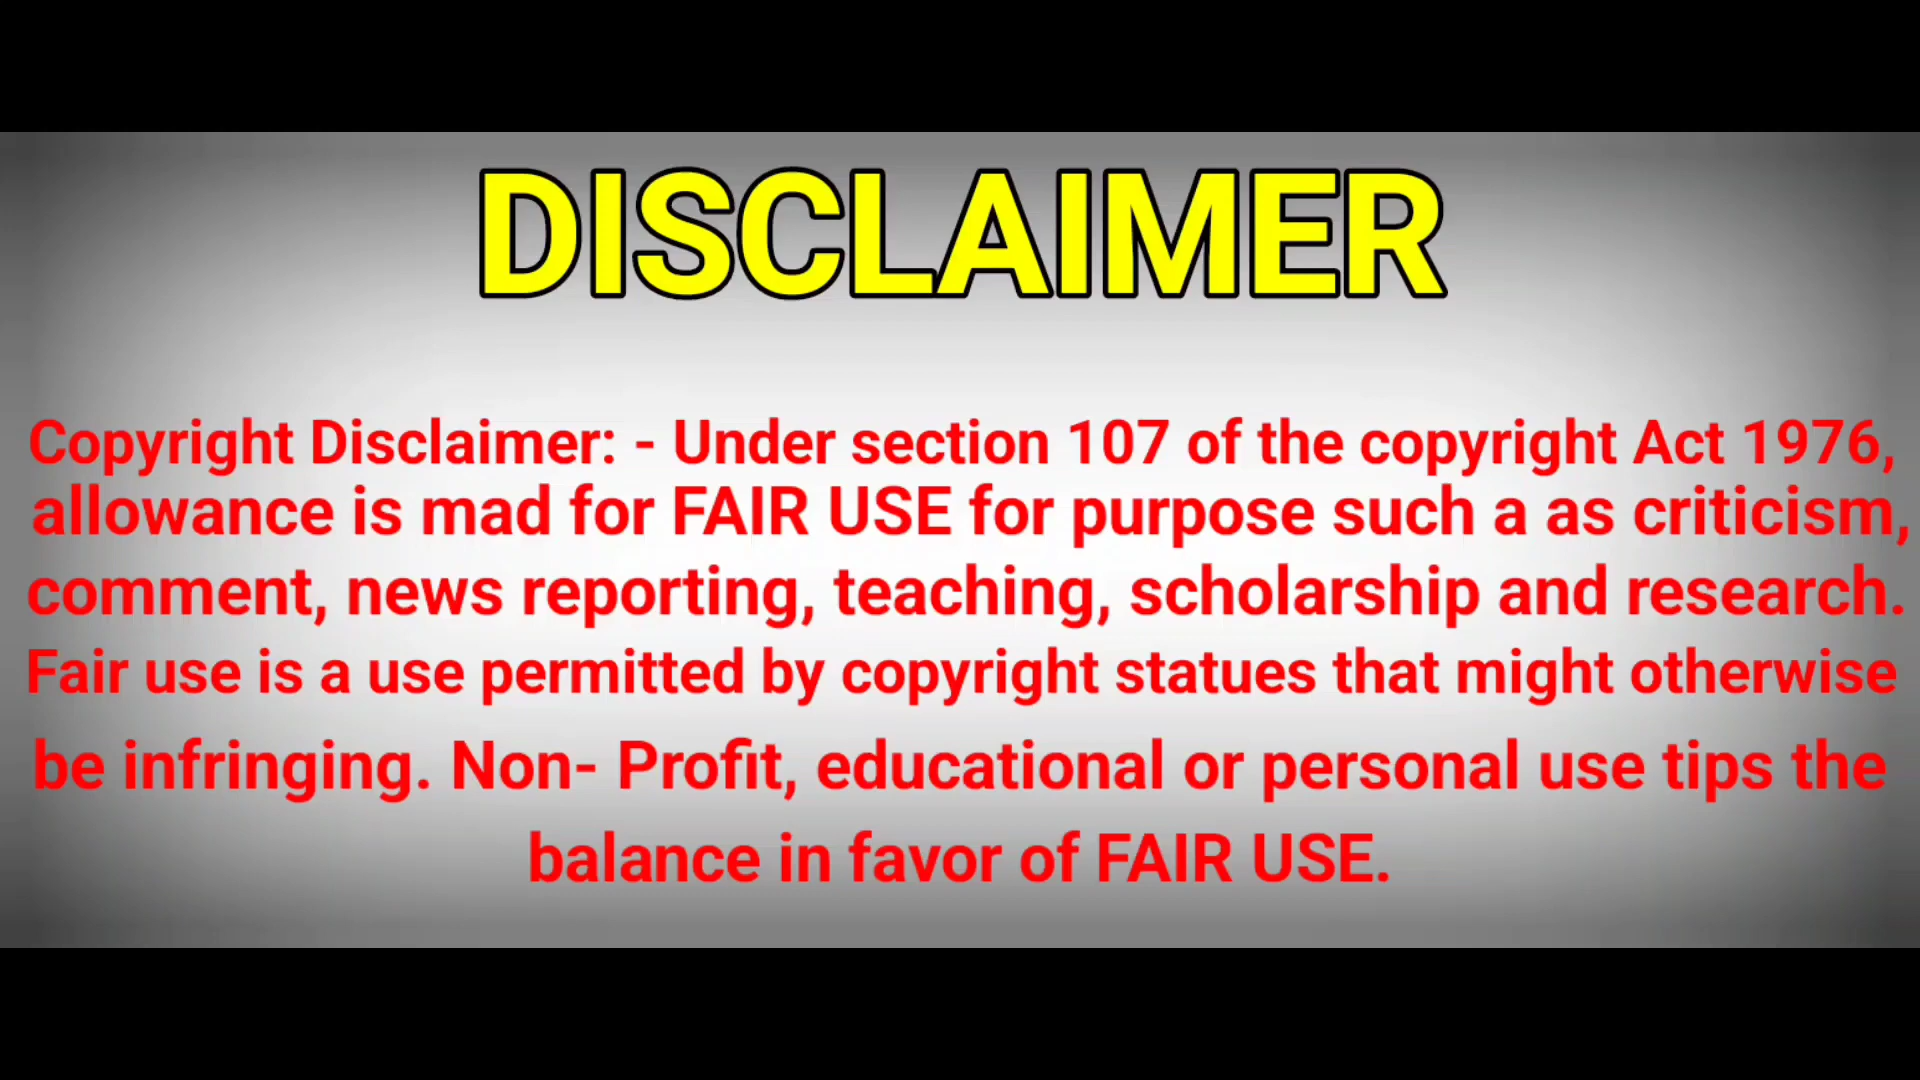 DISCLAIMER
Copyright Disclaimer: - Under section 107 of the copyright Act 1976,
allowance is mad for FAIR USE for purpose such a as criticism,
comment, news reporting, teaching, scholarship and research.
Fair use is a use permitted by copyright statues that might otherwise
be infringing. Non- Profit, educational or personal use tips the
balance in favor of FAIR USE.